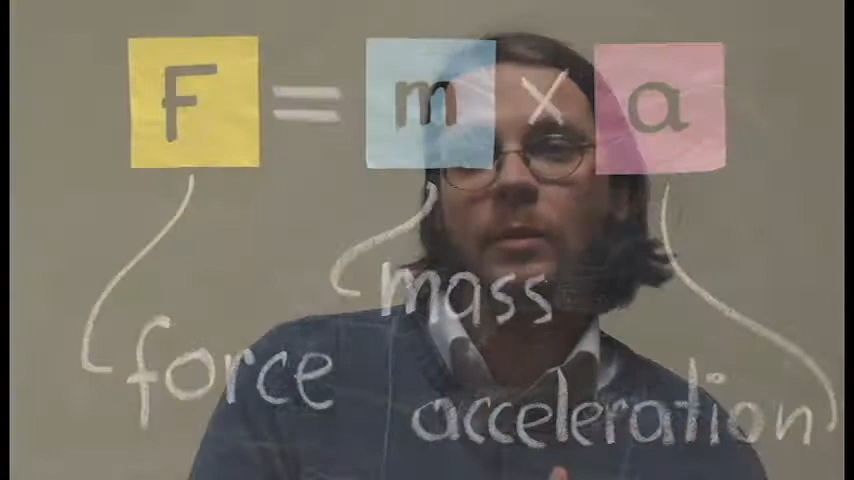 F = m x a
mass
force
acceleration